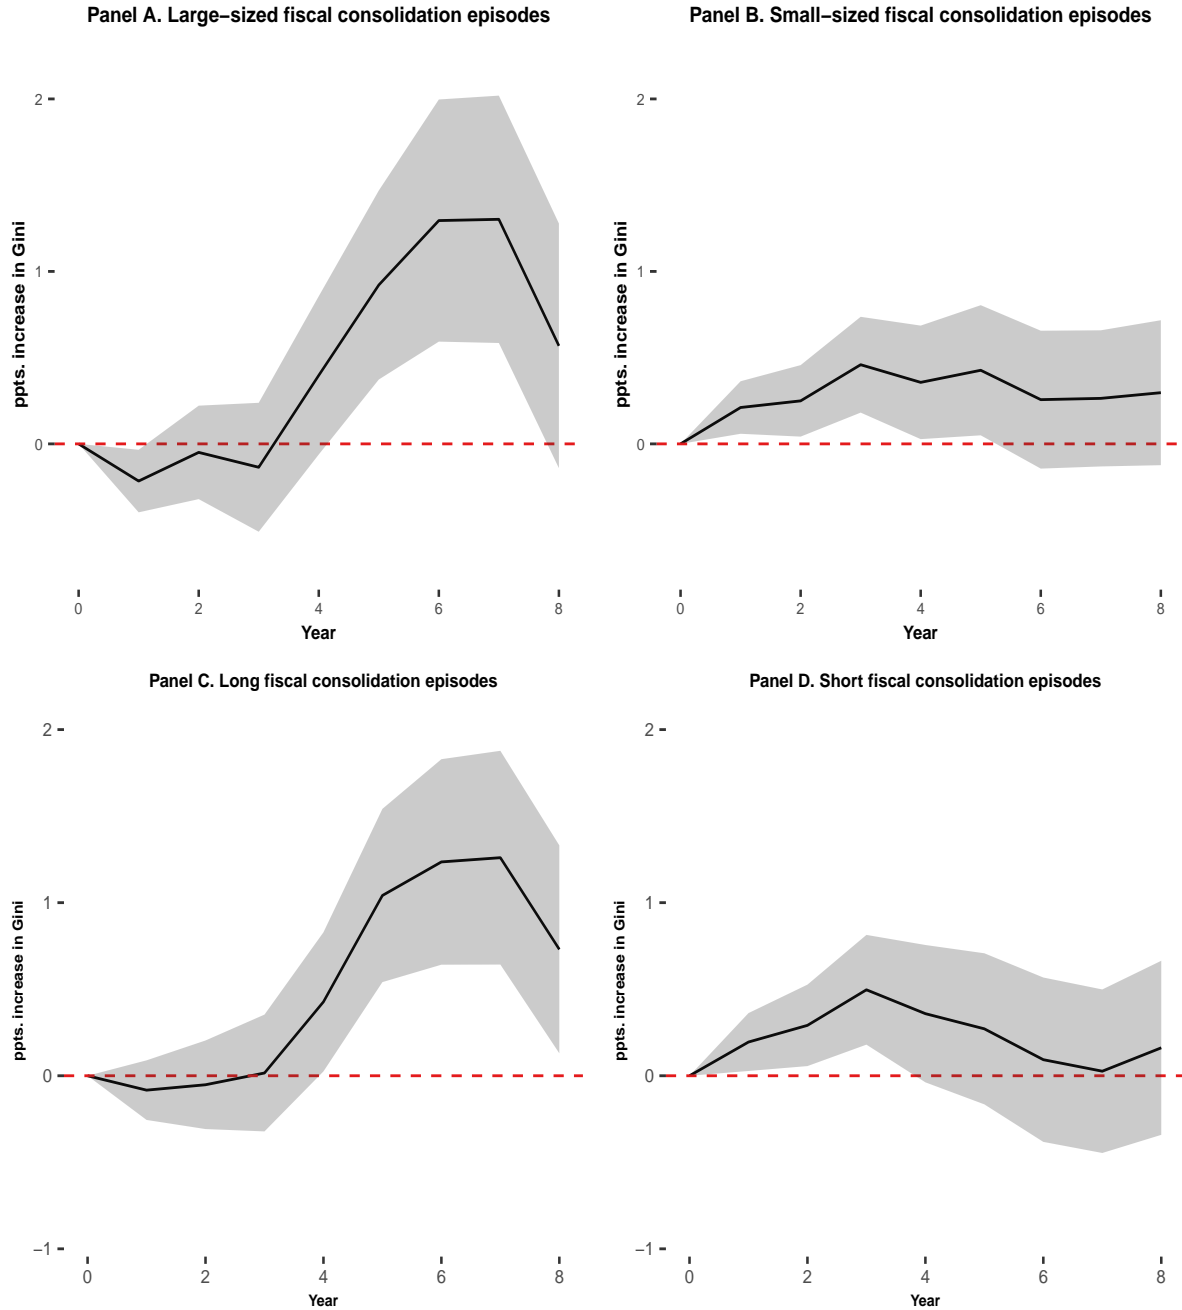 Panel A. Large–sized fiscal consolidation episodes
ppts. increase in Gini
2
1
0
0 2 4 6 8
Year
Panel B. Small–sized fiscal consolidation episodes
ppts. increase in Gini
2
1
0
0 2 4 6 8
Year
Panel C. Long fiscal consolidation episodes
ppts. increase in Gini
2
1
0
–1
0 2 4 6 8
Year
Panel D. Short fiscal consolidation episodes
ppts. increase in Gini
2
1
0
–1
0 2 4 6 8
Year